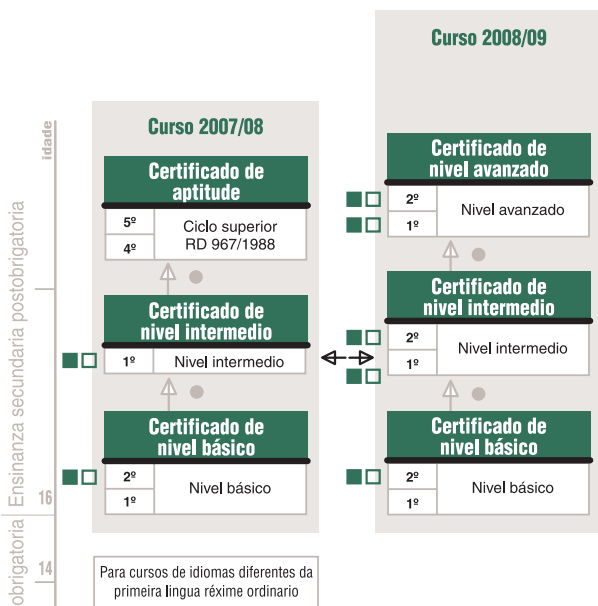 Curso 2008/09
Curso 2007/08
idade
Ensinanza secundaria postobrigatoria
obrigatoria
16
14
Certificado de
aptitude
5º
4º
Ciclo superior
RD 967/1988
Certificado de
nivel intermedio
1º
Nivel intermedio
Certificado de
nivel básico
2º
1º
Nivel básico
Para cursos de idiomas diferentes da
primeira lingua réxime ordinario
Certificado de
nivel avanzado
2º
1º
Nivel avanzado
Certificado de
nivel intermedio
2º
1º
Nivel intermedio
Certificado de
nivel básico
2º
1º
Nivel básico